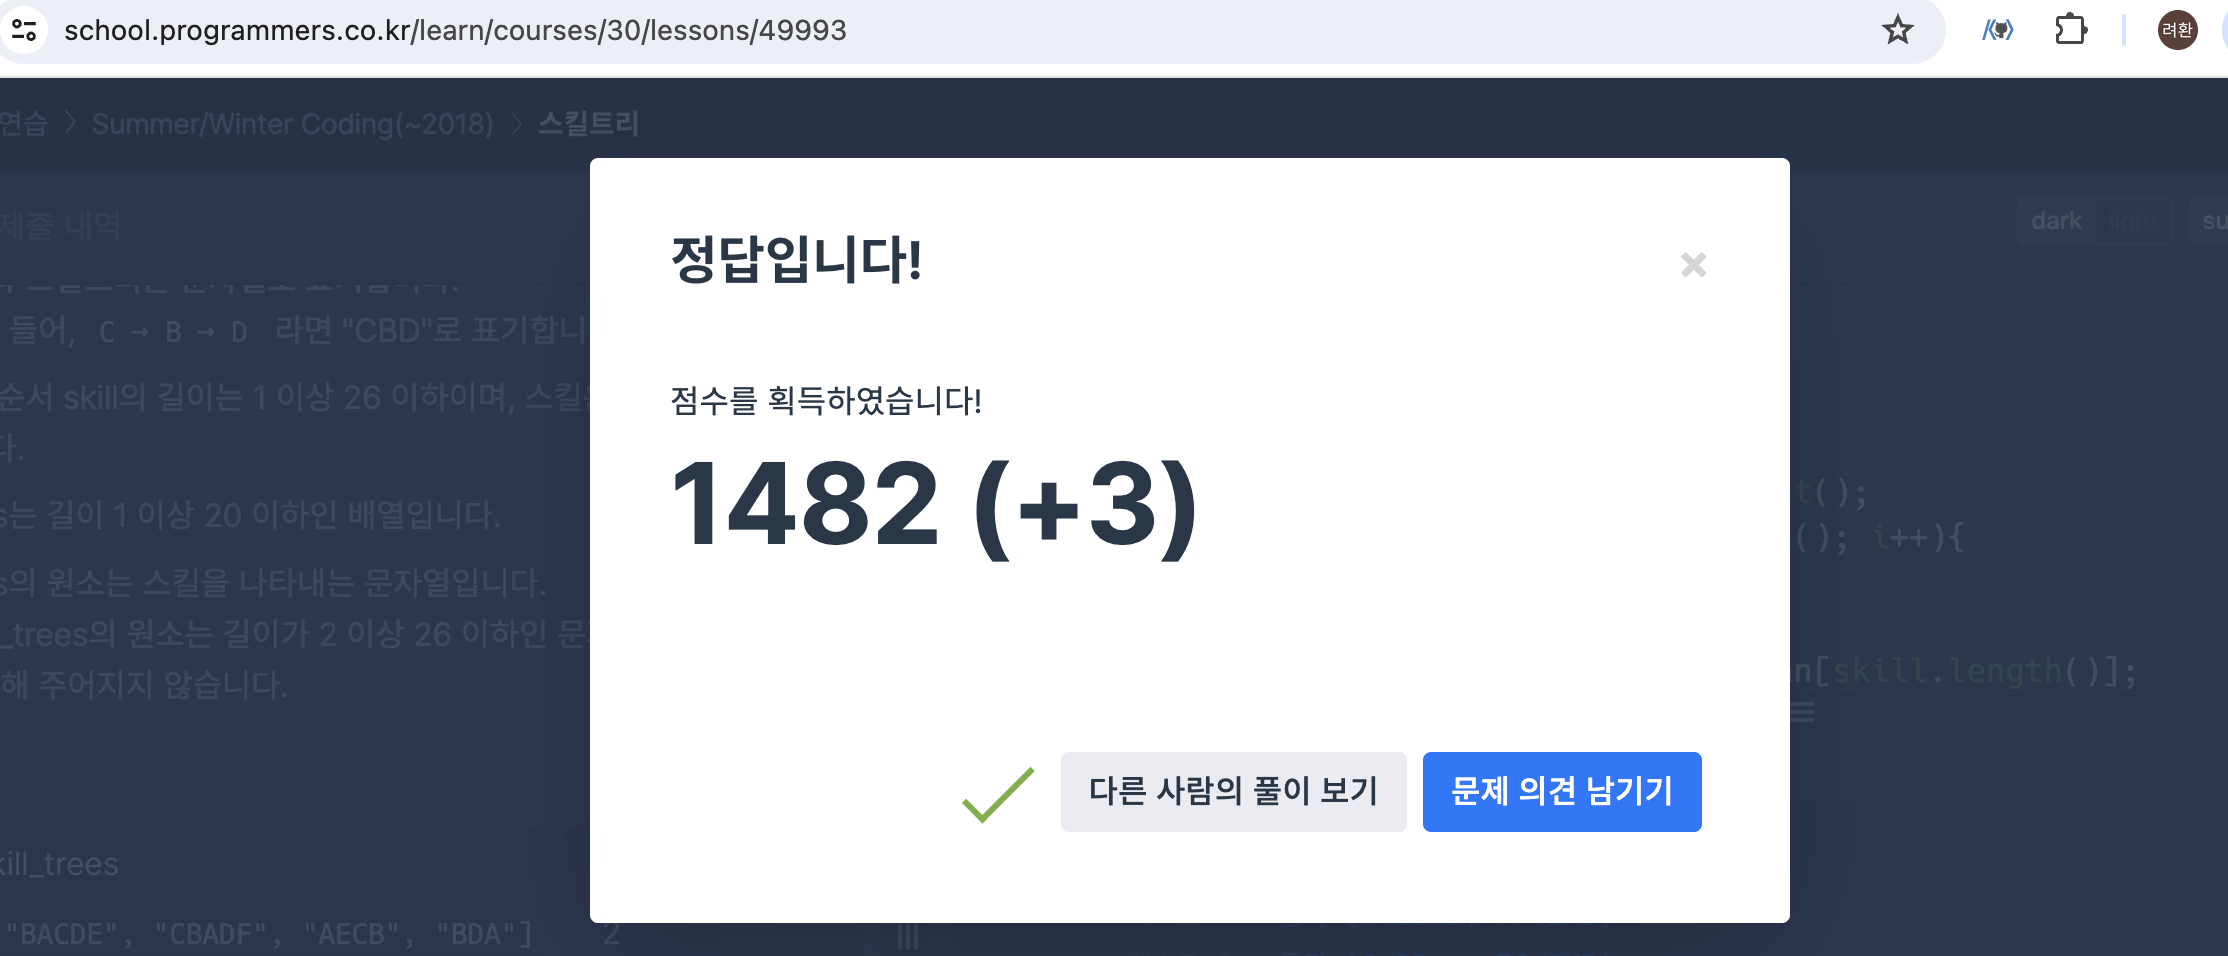 school.programmers.co.kr/learn/courses/30/lessons/49993
려환
연습 > Summer/Winter Coding(~2018) > 스킬트리
제출 내역
dark light su
정답입니다!
들어, C → B → D 라면 "CBD"로 표기합니
점수를 획득하였습니다!
순서 skill의 길이는 1 이상 26 이하이며, 스킬은
다.
1482 (+3)
t();
s는 길이 1 이상 20 이하인 배열입니다.
(); i++){
s의 원소는 스킬을 나타내는 문자열입니다.
_trees의 원소는 길이가 2 이상 26 이하인
해 주어지지 않습니다.
n[skill.length()];
다른 사람의 풀이 보기
문제 의견 남기기
kill_trees
"BACDE", "CBADF", "AECB", "BDA"] 2